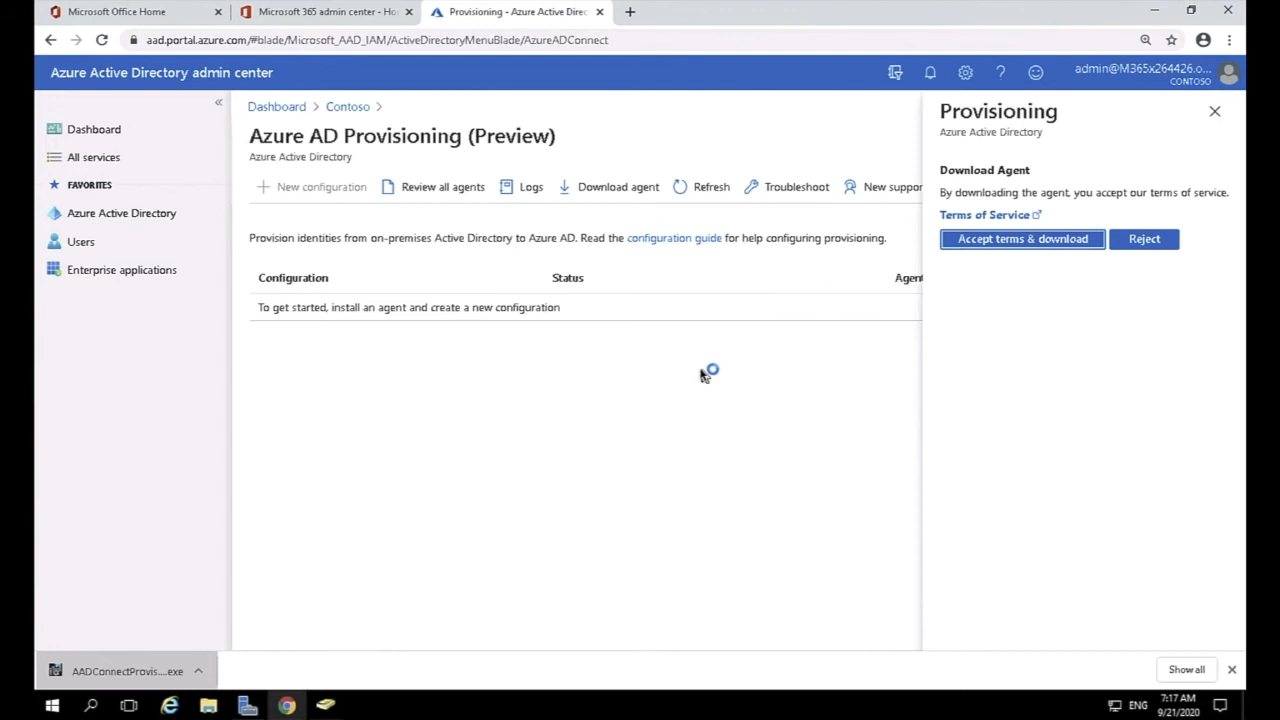 Microsoft Office Home
Microsoft 365 admin center - Ho
Provisioning - Azure Active Direc
aad.portal.azure.com/#blade/Microsoft_AAD_IAM/ActiveDirectoryMenuBlade/AzureADConnect
Azure Active Directory admin center
admin@M365x264426.o...
CONTOSO
Dashboard
All services
FAVORITES
Azure Active Directory
Users
Enterprise applications
Dashboard > Contoso >
Azure AD Provisioning (Preview)
Azure Active Directory
New configuration Review all agents Logs Download agent Refresh Troubleshoot New suppor
Provision identities from on-premises Active Directory to Azure AD. Read the configuration guide for help configuring provisioning.
Configuration Status Agent
To get started, install an agent and create a new configuration
Provisioning
Azure Active Directory
Download Agent
By downloading the agent, you accept our terms of service.
Terms of Service
Accept terms & download Reject
AADConnectProvis....exe
Show all
ENG
7:17 AM
9/21/2020